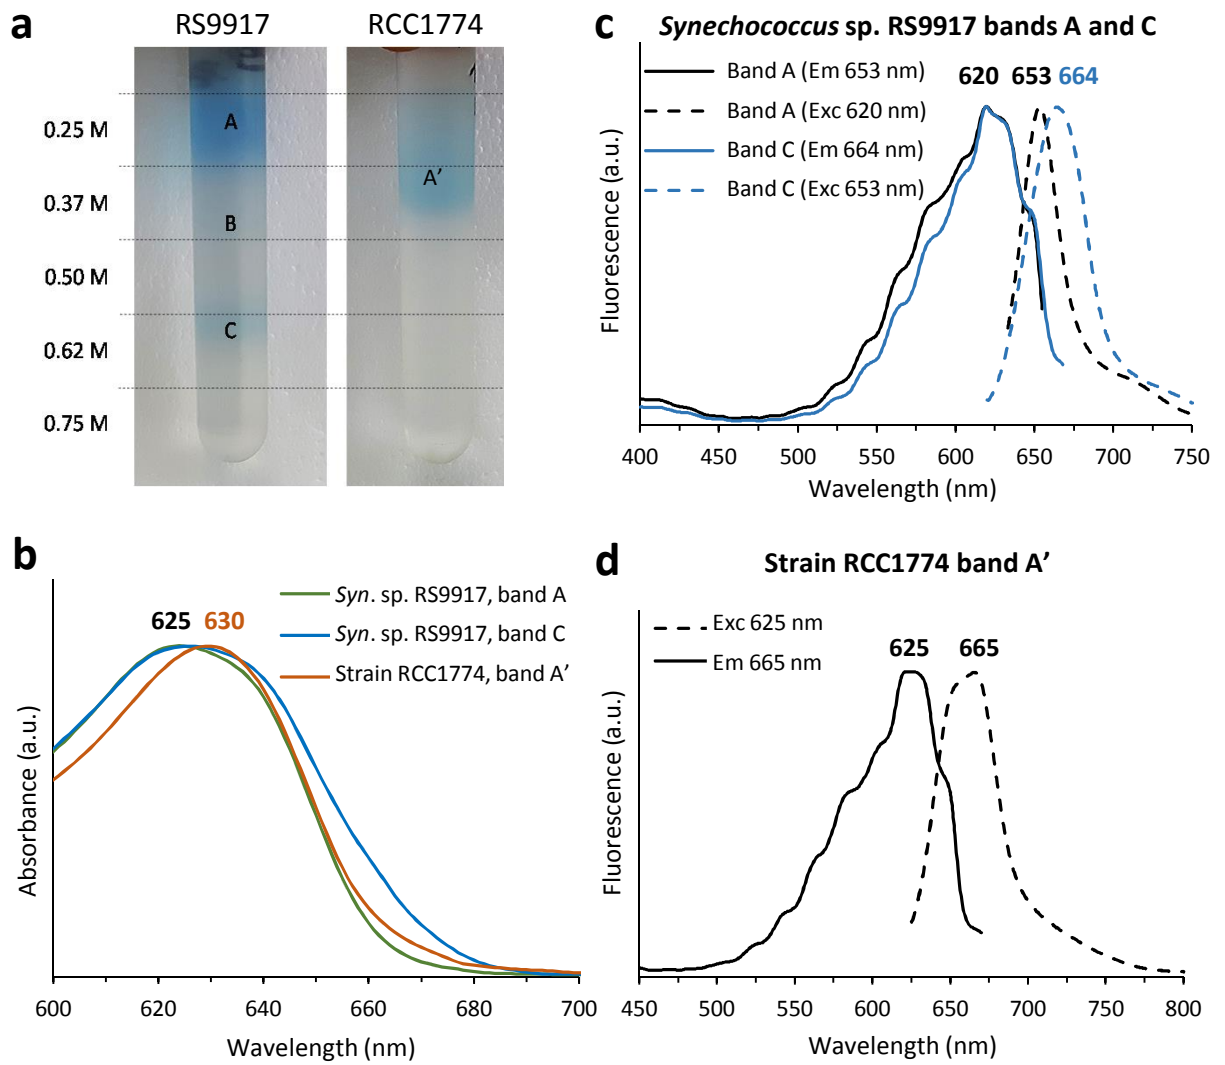 a
RS9917
RCC1774
0.25 M
0.37 M
0.50 M
0.62 M
0.75 M
A
B
C
A’
c
Synechococcus sp. RS9917 bands A and C
Band A (Em 653 nm)
Band A (Exc 620 nm)
Band C (Em 664 nm)
Band C (Exc 653 nm)
620 653 664
Fluorescence (a.u.)
400 450 500 550 600 650 700 750
Wavelength (nm)
b
Syn. sp. RS9917, band A
Syn. sp. RS9917, band C
Strain RCC1774, band A’
625 630
Absorbance (a.u.)
600 620 640 660 680 700
Wavelength (nm)
d
Strain RCC1774 band A’
Exc 625 nm
Em 665 nm
625 665
Fluorescence (a.u.)
450 500 550 600 650 700 750 800
Wavelength (nm)